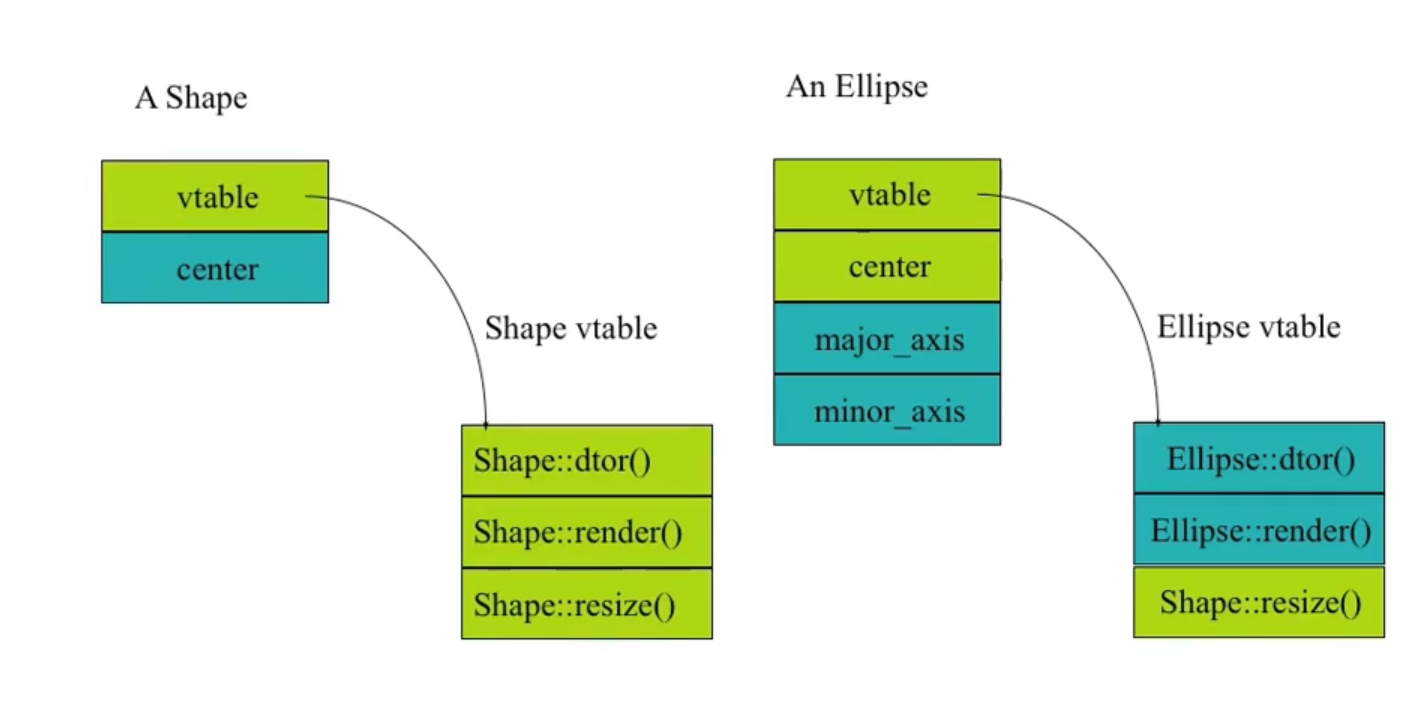 A Shape
vtable
center
Shape vtable
Shape::dtor()
Shape::render()
Shape::resize()
An Ellipse
vtable
center
major_axis
minor_axis
Ellipse vtable
Ellipse::dtor()
Ellipse::render()
Shape::resize()